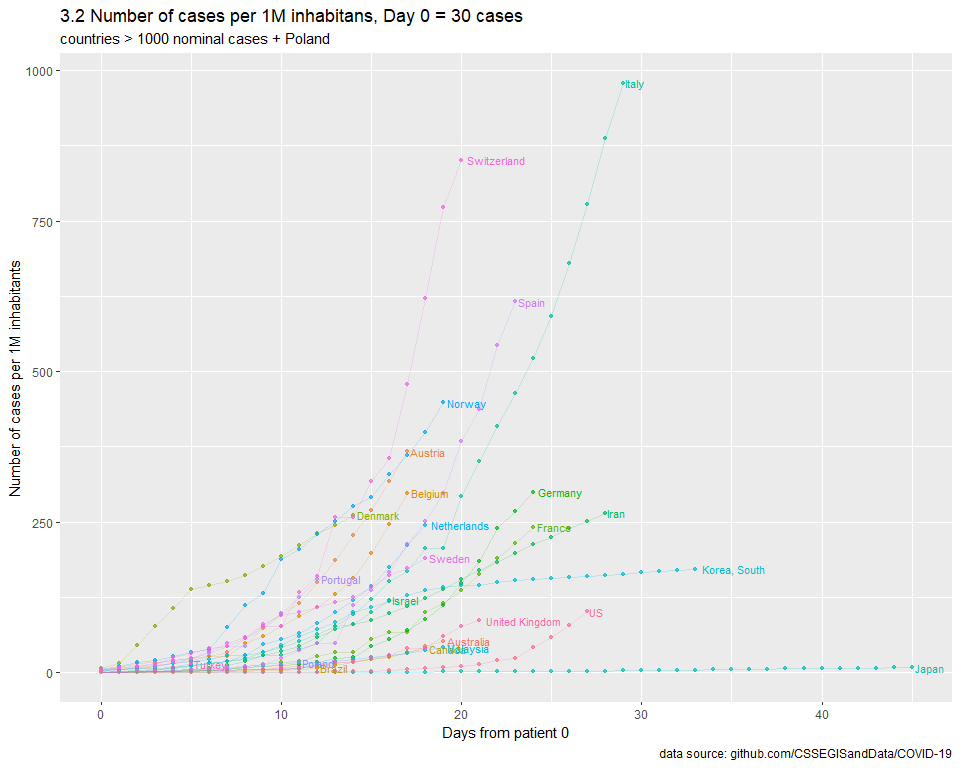 3.2 Number of cases per 1M inhabitans, Day 0 = 30 cases
countries > 1000 nominal cases + Poland
Number of cases per 1M inhabitants
1000
750
500
250
0
Italy
Switzerland
Spain
Norway
Austria
Belgium
Germany
Denmark
Iran
Netherlands
France
Sweden
Korea, South
Portugal
Israel
US
United Kingdom
Australia
Canada
Malaysia
Turkey
Poland
Brazil
Japan
0
10
20
30
40
Days from patient 0
data source: github.com/CSSEGISandData/COVID-19